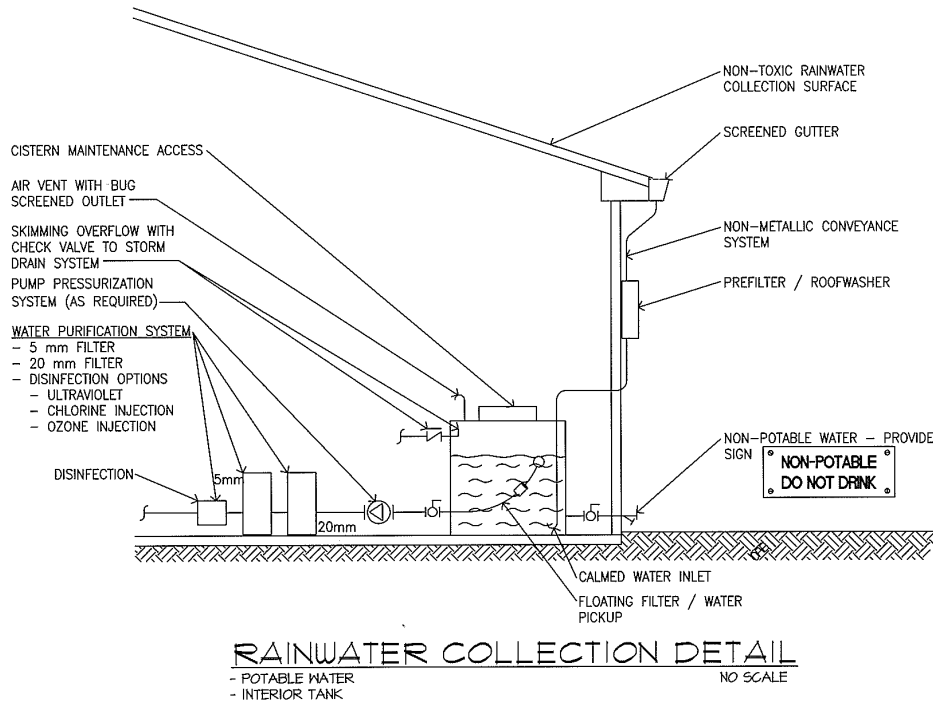 NON-TOXIC RAINWATER
COLLECTION SURFACE
SCREENED GUTTER
CISTERN MAINTENANCE ACCESS
AIR VENT WITH BUG
SCREENED OUTLET
SKIMMING OVERFLOW WITH
CHECK VALVE TO STORM
DRAIN SYSTEM
PUMP PRESSURIZATION
SYSTEM (AS REQUIRED)
WATER PURIFICATION SYSTEM
- 5 mm FILTER
- 20 mm FILTER
- DISINFECTION OPTIONS
- ULTRAVIOLET
- CHLORINE INJECTION
- OZONE INJECTION
NON-METALLIC CONVEYANCE
SYSTEM
PREFILTER / ROOFWASHER
DISINFECTION
5mm
20mm
NON-POTABLE WATER - PROVIDE
SIGN
NON-POTABLE
DO NOT DRINK
CALMED WATER INLET
FLOATING FILTER / WATER
PICKUP
RAINWATER COLLECTION DETAIL
- POTABLE WATER
- INTERIOR TANK
NO SCALE